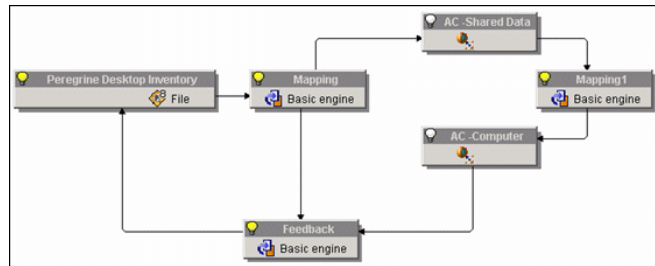 AC -Shared Data
Peregrine Desktop Inventory
File
Mapping
Basic engine
Mapping1
Basic engine
AC -Computer
Feedback
Basic engine